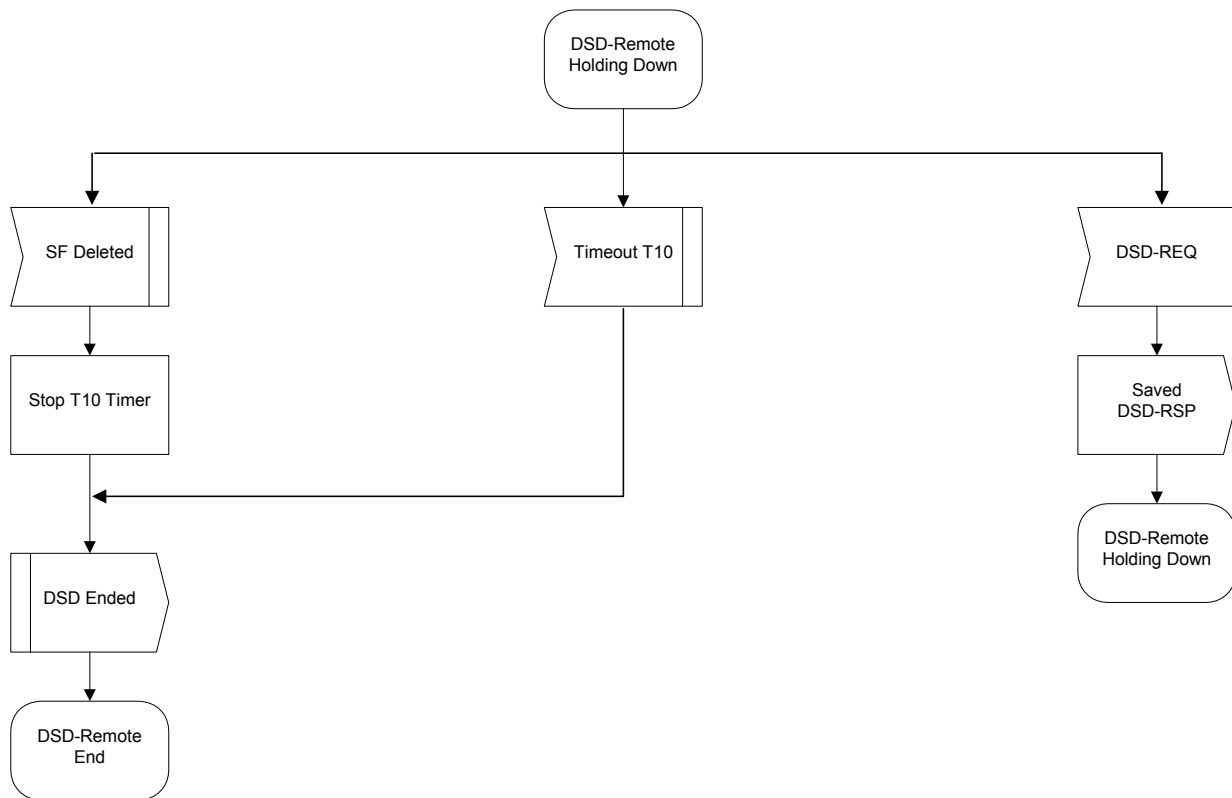 DSD-Remote
Holding Down
SF Deleted
Timeout T10
DSD-REQ
Stop T10 Timer
Saved
DSD-RSP
DSD-Remote
Holding Down
DSD Ended
DSD-Remote
End